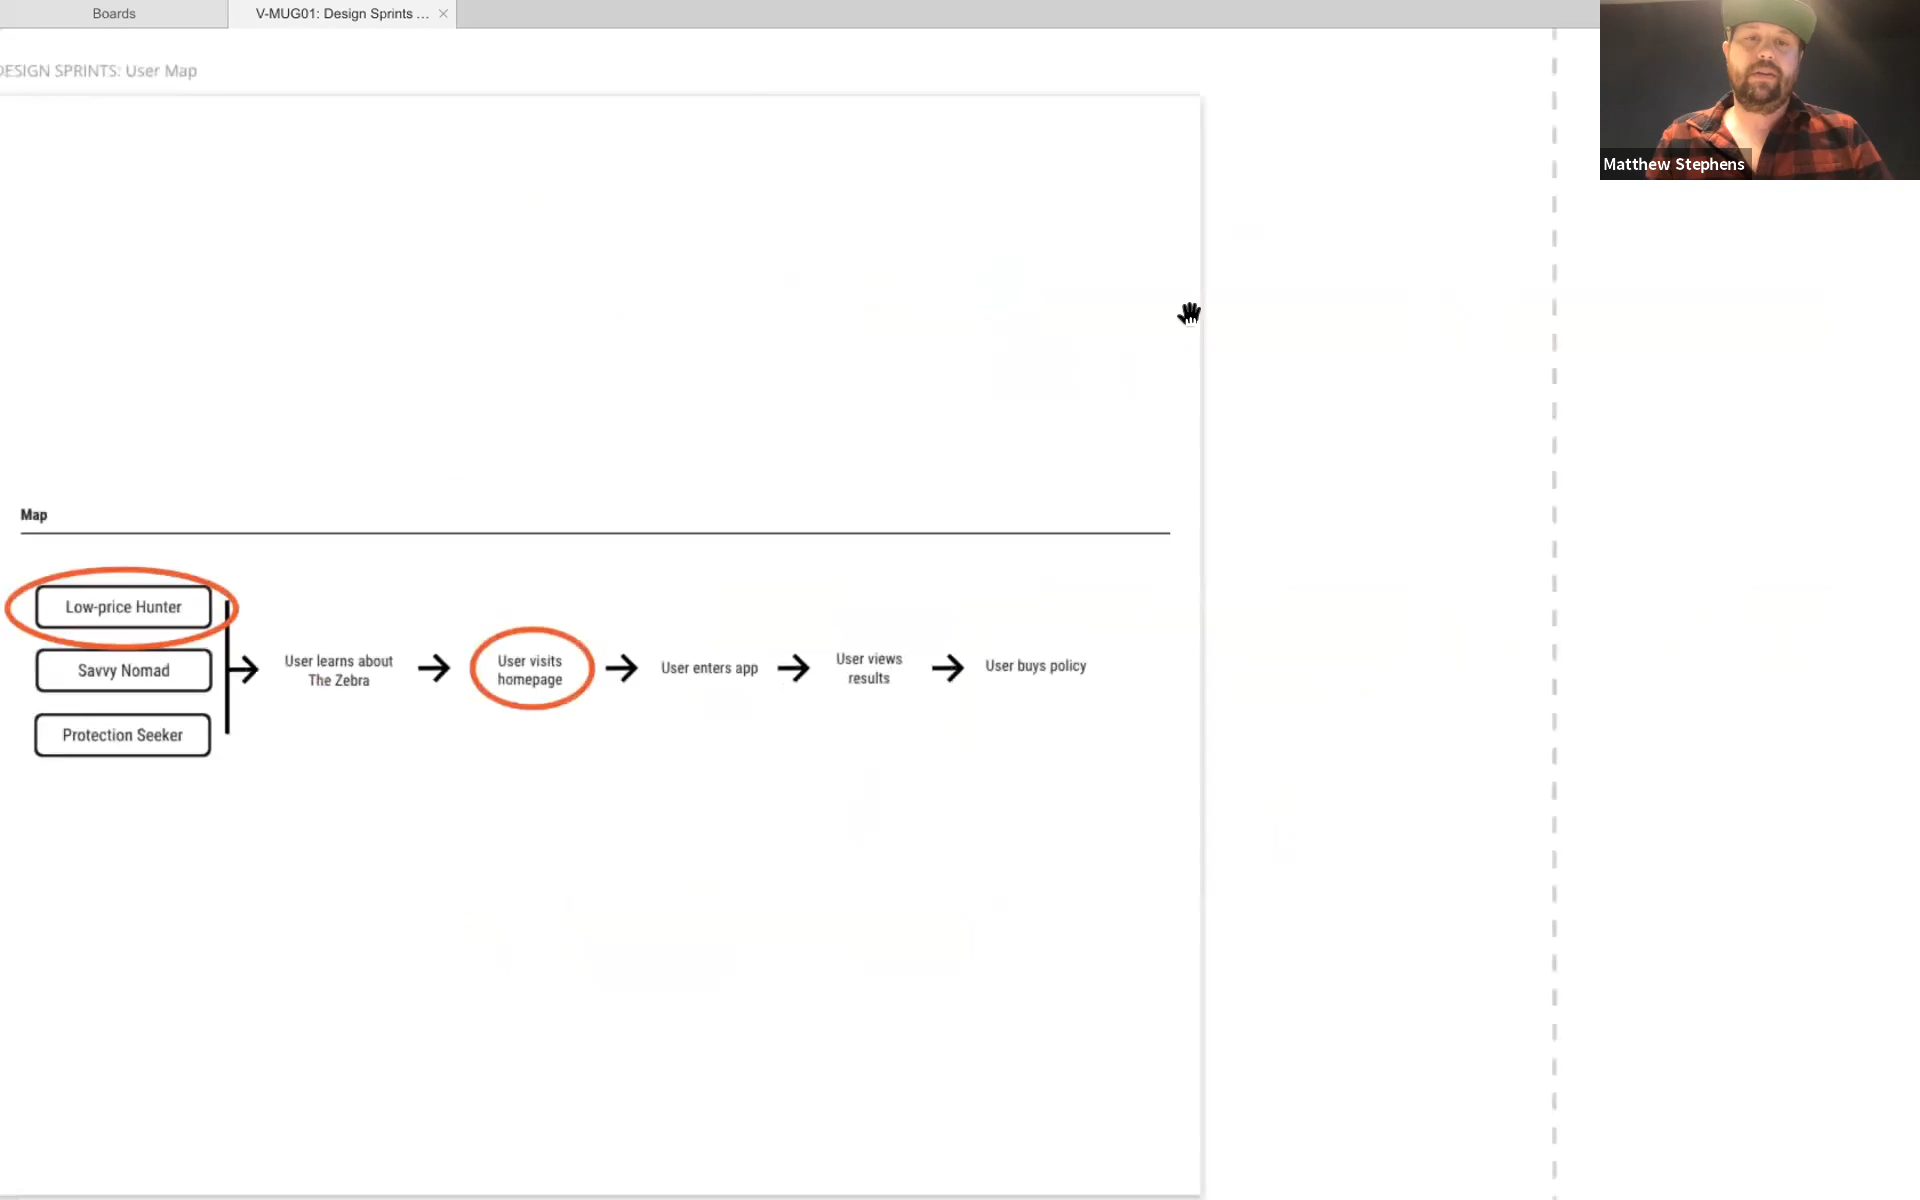 Boards
V-MUG01: Design Sprints ...
Matthew Stephens
DESIGN SPRINTS: User Map
Map
Low-price Hunter
Savvy Nomad
Protection Seeker
User learns about
The Zebra
User visits
homepage
User enters app
User views
results
User buys policy